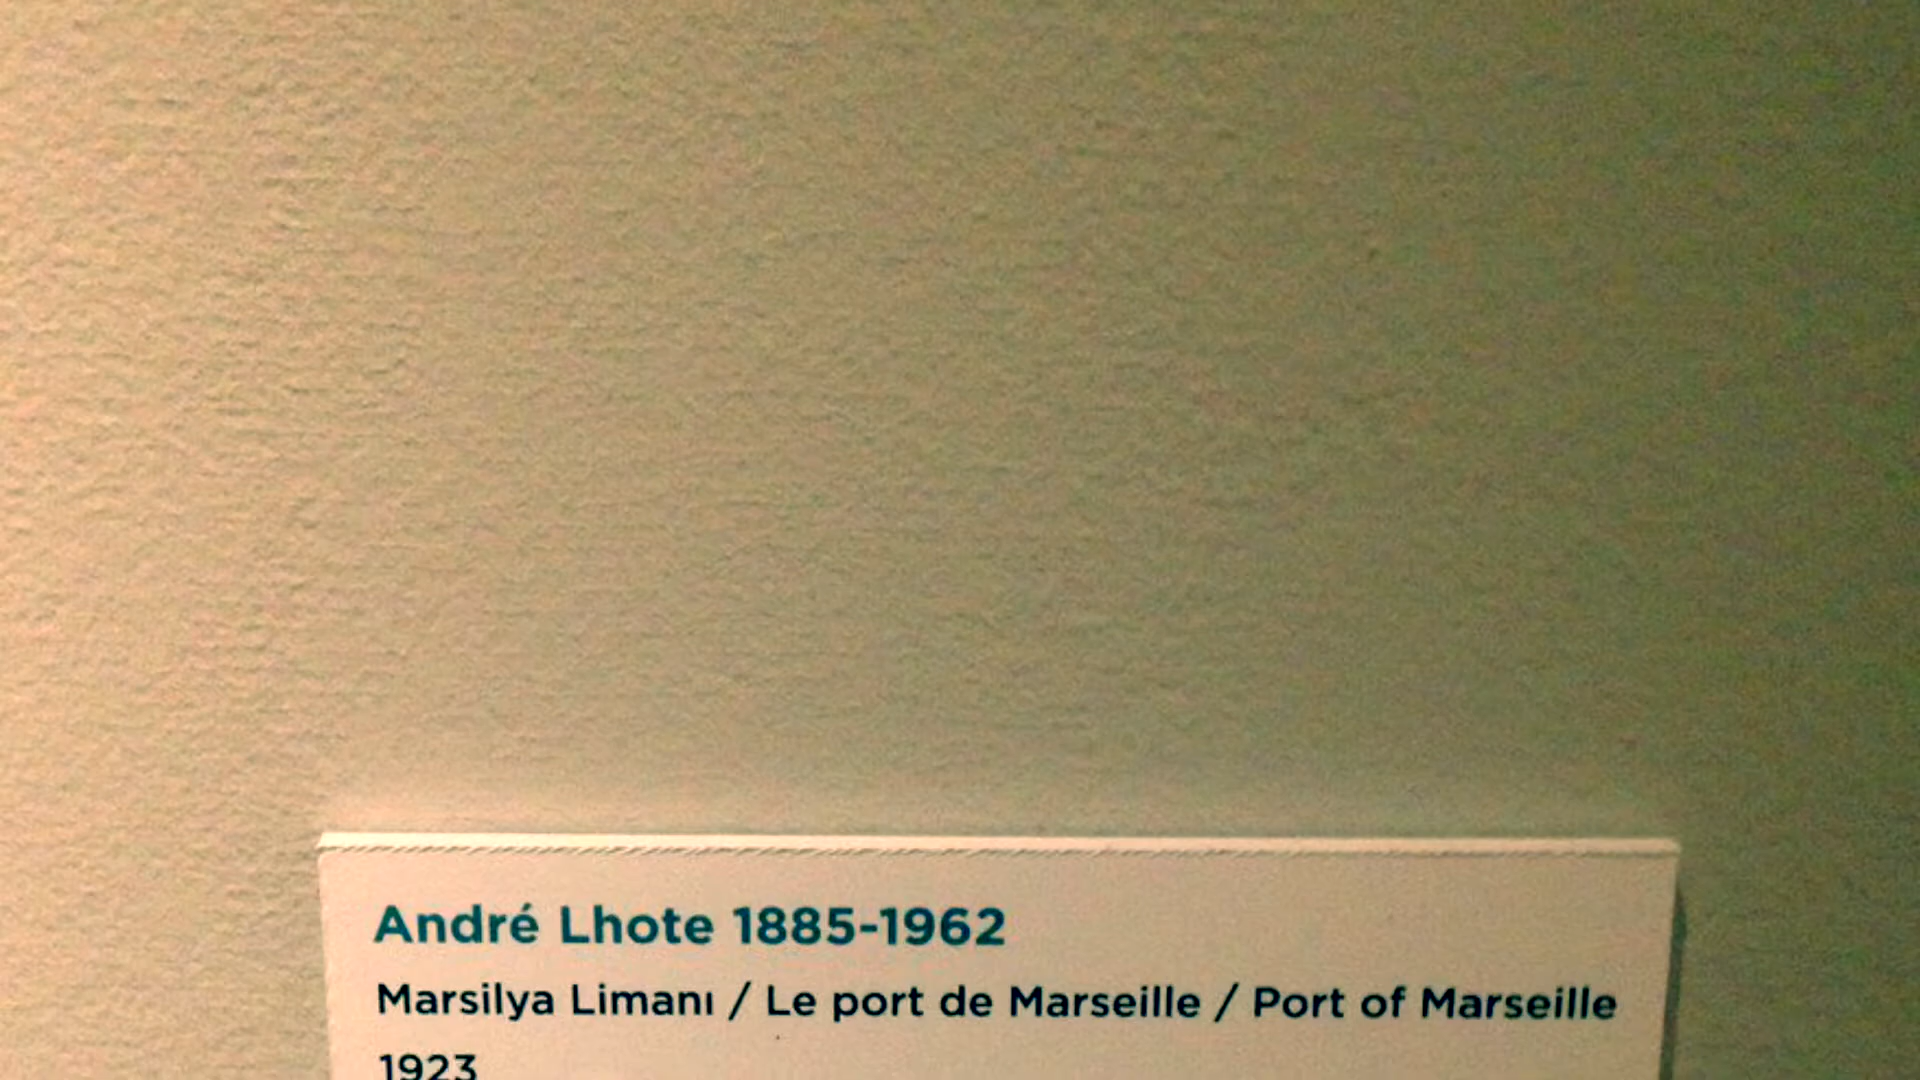 André Lhote 1885-1962
Marsilya Limanı / Le port de Marseille / Port of Marseille
1923